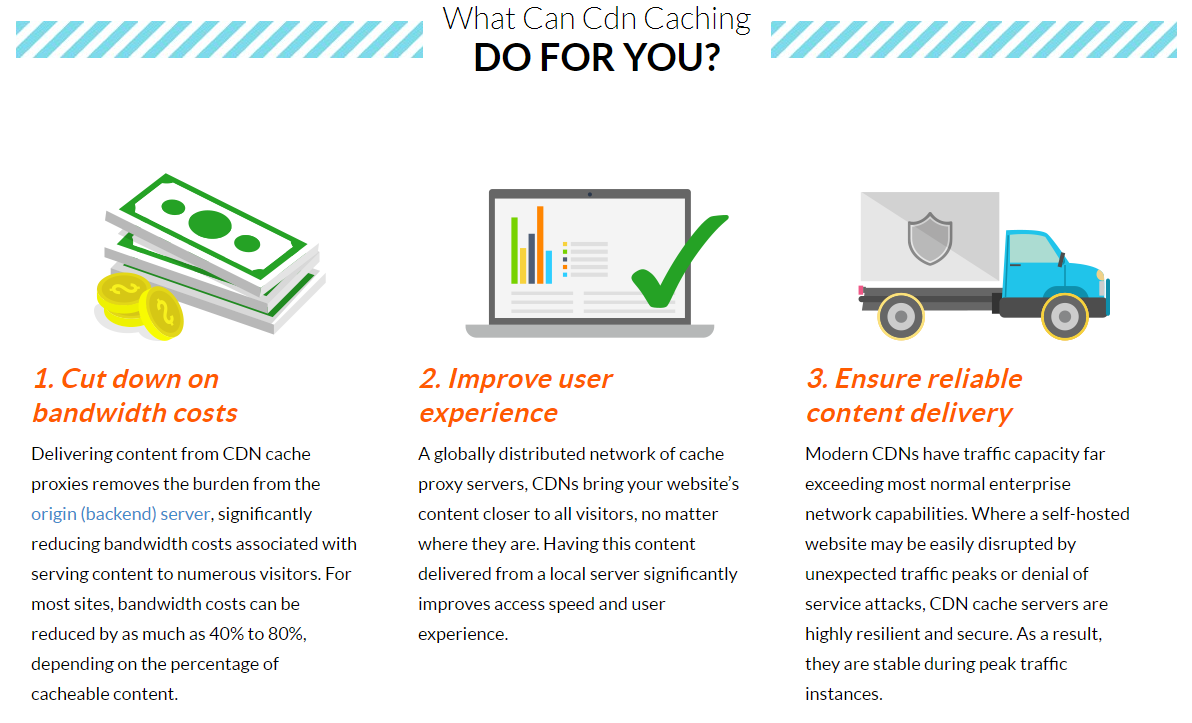 What Can Cdn Caching
DO FOR YOU?
1. Cut down on
bandwidth costs
Delivering content from CDN cache
proxies removes the burden from the
origin (backend) server, significantly
reducing bandwidth costs associated with
serving content to numerous visitors. For
most sites, bandwidth costs can be
reduced by as much as 40% to 80%,
depending on the percentage of
cacheable content.
2. Improve user
experience
A globally distributed network of cache
proxy servers, CDNs bring your website’s
content closer to all visitors, no matter
where they are. Having this content
delivered from a local server significantly
improves access speed and user
experience.
3. Ensure reliable
content delivery
Modern CDNs have traffic capacity far
exceeding most normal enterprise
network capabilities. Where a self-hosted
website may be easily disrupted by
unexpected traffic peaks or denial of
service attacks, CDN cache servers are
highly resilient and secure. As a result,
they are stable during peak traffic
instances.